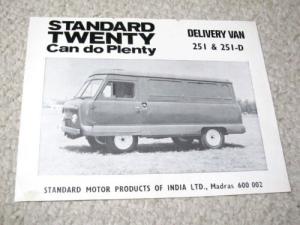 STANDARD
TWENTY
Can do Plenty
DELIVERY VAN
251 & 251-D
STANDARD MOTOR PRODUCTS OF INDIA LTD., Madras 600 002